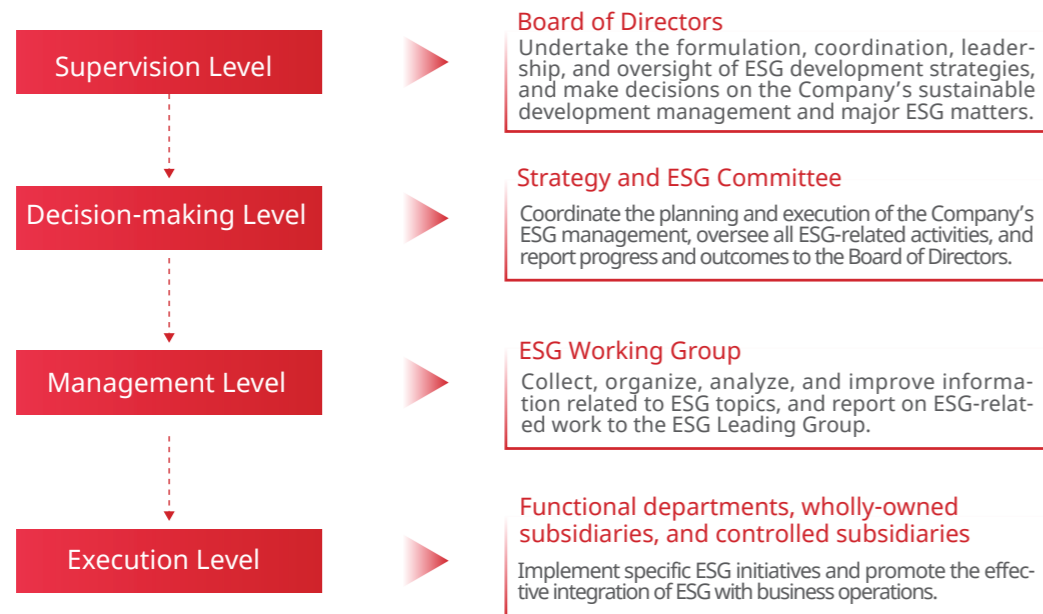 Supervision Level
Board of Directors
Undertake the formulation, coordination, leader-
ship, and oversight of ESG development strategies,
and make decisions on the Company's sustainable
development management and major ESG matters.
Decision-making Level
Strategy and ESG Committee
Coordinate the planning and execution of the Company's
ESG management, oversee all ESG-related activities, and
report progress and outcomes to the Board of Directors.
Management Level
ESG Working Group
Collect, organize, analyze, and improve informa-
tion related to ESG topics, and report on ESG-relat-
ed work to the ESG Leading Group.
Execution Level
Functional departments, wholly-owned
subsidiaries, and controlled subsidiaries
Implement specific ESG initiatives and promote the effec-
tive integration of ESG with business operations.